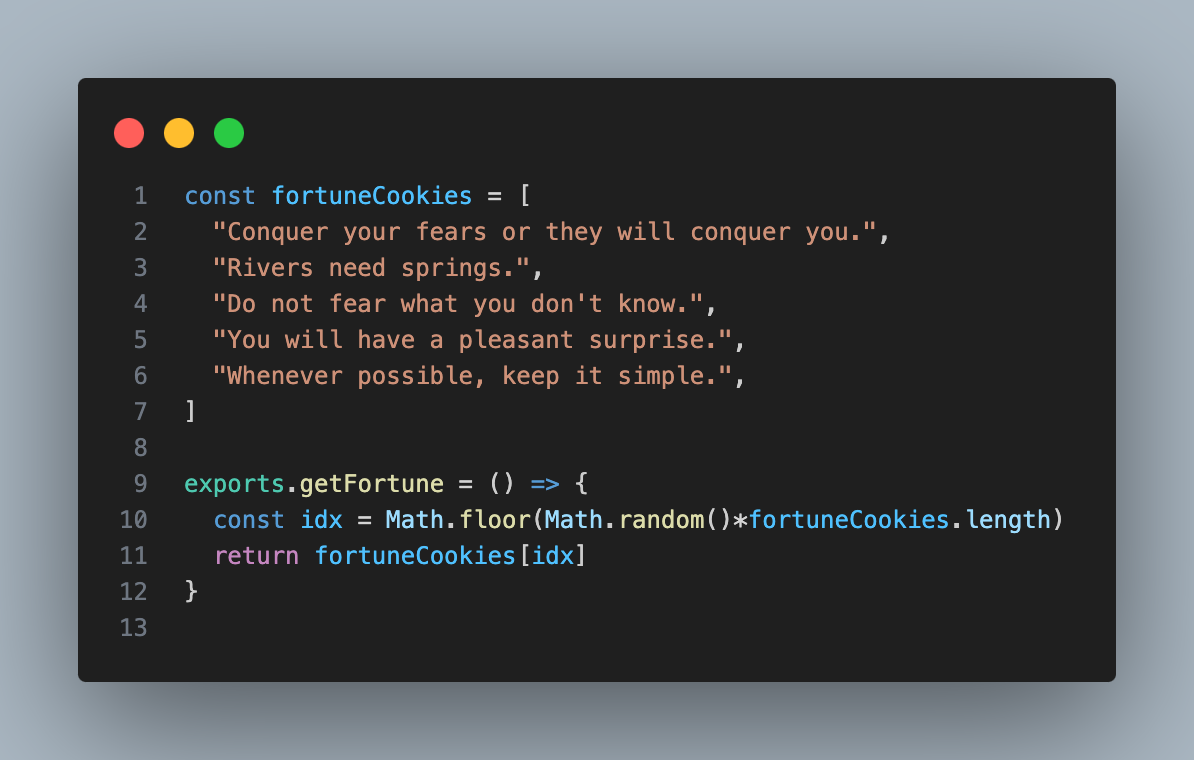 1 const fortuneCookies = [
2   "Conquer your fears or they will conquer you.",
3   "Rivers need springs.",
4   "Do not fear what you don't know.",
5   "You will have a pleasant surprise.",
6   "Whenever possible, keep it simple.",
7 ]
8
9 exports.getFortune = () => {
10   const idx = Math.floor(Math.random()*fortuneCookies.length)
11   return fortuneCookies[idx]
12 }
13